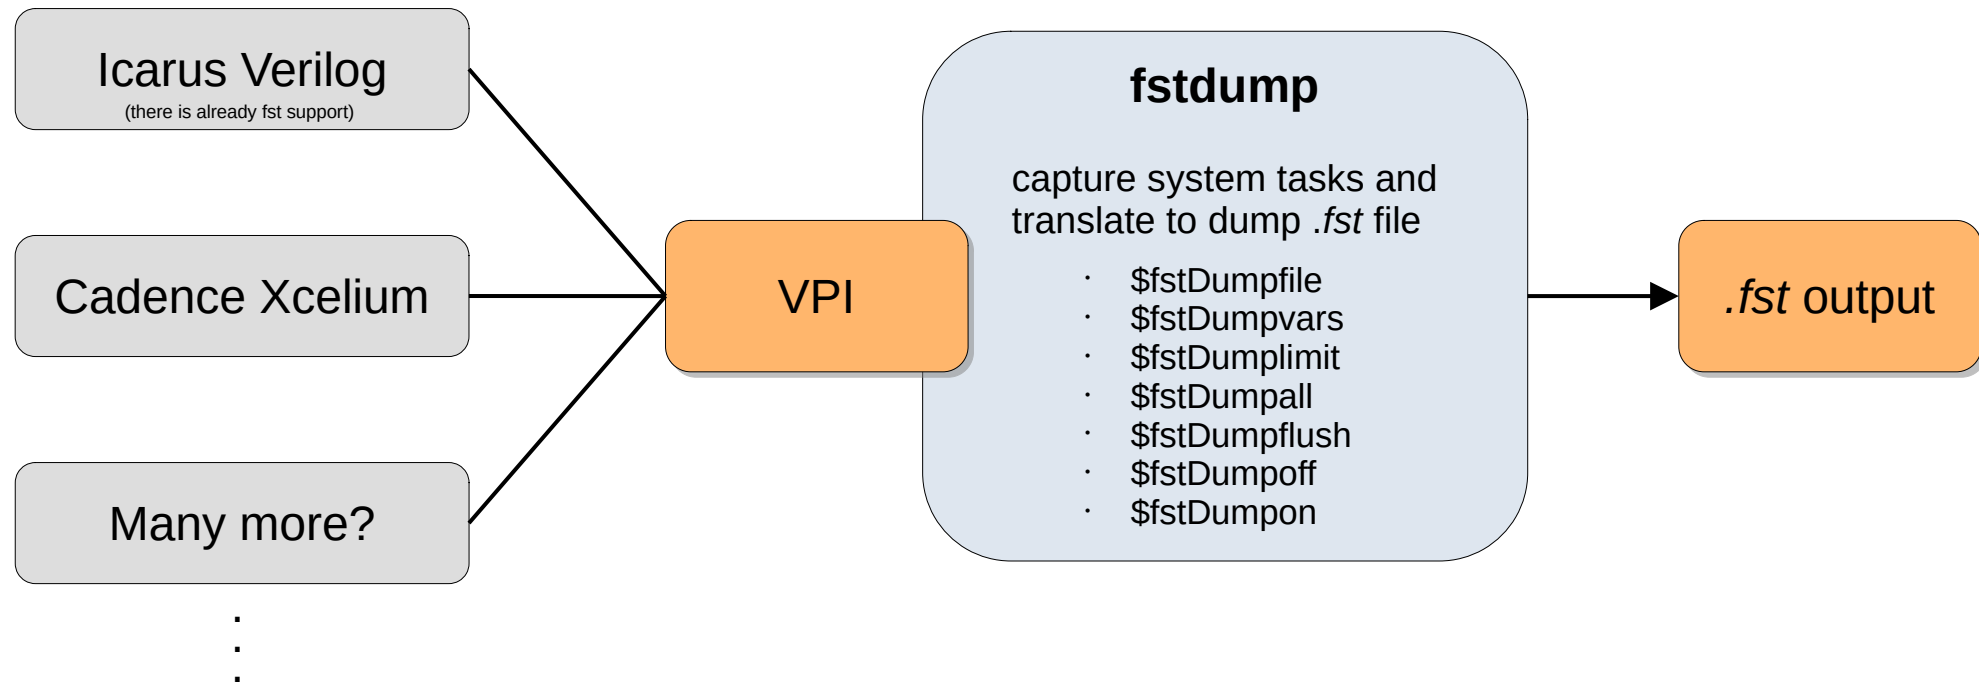 Icarus Verilog
(there is already fst support)
Cadence Xcelium
Many more?
.
.
.
VPI
fstdump
capture system tasks and
translate to dump .fst file
· $fstDumpfile
· $fstDumpvars
· $fstDumplimit
· $fstDumpall
· $fstDumpflush
· $fstDumpoff
· $fstDumpon
.fst output